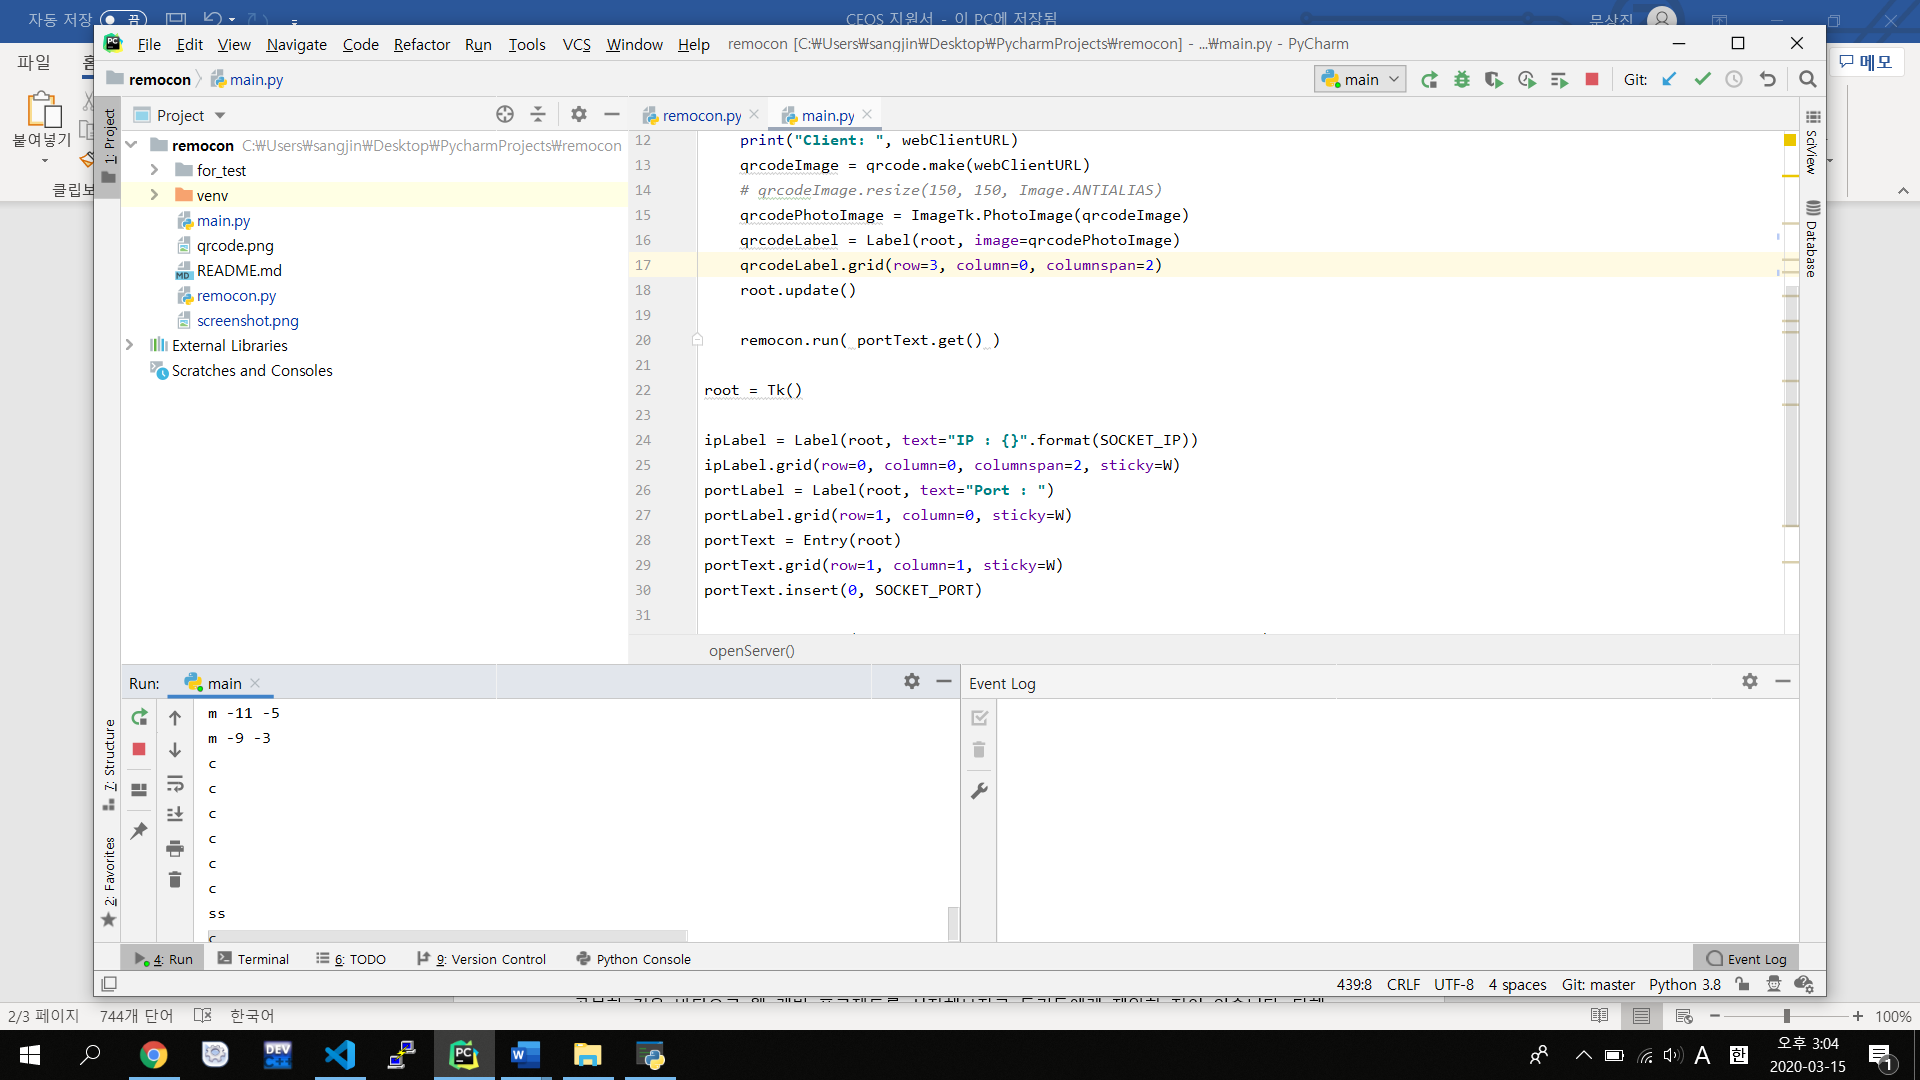 자동 저장 끔
CEOS 지원서 - 이 PC에 저장됨
문상진
파일
메모
붙여넣기
File Edit View Navigate Code Refactor Run Tools VCS Window Help
remocon [C:₩Users₩sangjin₩Desktop₩PycharmProjects₩remocon] - ...₩main.py - PyCharm
remocon main.py
main
Git:
1: Project
Project
remocon C:₩Users₩sangjin₩Desktop₩PycharmProjects₩remocon
for_test
venv
main.py
qrcode.png
README.md
remocon.py
screenshot.png
External Libraries
Scratches and Consoles
remocon.py main.py
12 print("Client: ", webClientURL)
13 qrcodeImage = qrcode.make(webClientURL)
14 # qrcodeImage.resize(150, 150, Image.ANTIALIAS)
15 qrcodePhotoImage = ImageTk.PhotoImage(qrcodeImage)
16 qrcodeLabel = Label(root, image=qrcodePhotoImage)
17 qrcodeLabel.grid(row=3, column=0, columnspan=2)
18 root.update()
19
20 remocon.run( portText.get() )
21
22 root = Tk()
23
24 ipLabel = Label(root, text="IP : {}".format(SOCKET_IP))
25 ipLabel.grid(row=0, column=0, columnspan=2, sticky=W)
26 portLabel = Label(root, text="Port : ")
27 portLabel.grid(row=1, column=0, sticky=W)
28 portText = Entry(root)
29 portText.grid(row=1, column=1, sticky=W)
30 portText.insert(0, SOCKET_PORT)
31
openServer()
SciView
Database
7: Structure
2: Favorites
Run: main
m -11 -5
m -9 -3
c
c
c
c
c
c
ss
c
Event Log
4: Run Terminal 6: TODO 9: Version Control Python Console
Event Log
439:8 CRLF UTF-8 4 spaces Git: master Python 3.8
2/3 페이지 744개 단어 한국어
100%
DEV
PC
A 한
오후 3:04
2020-03-15
1